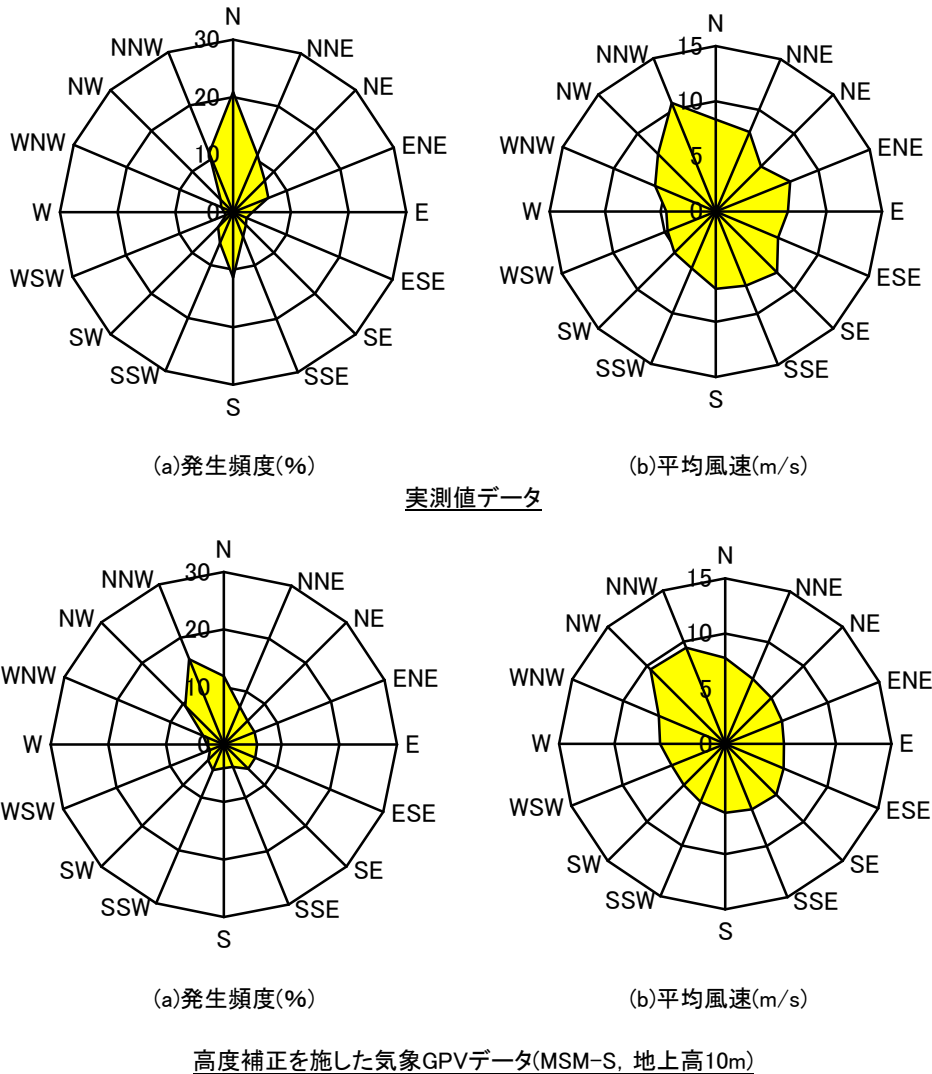 N
NNE
NE
ENE
E
ESE
SE
SSE
S
SSW
SW
WSW
W
WNW
NW
NNW
30
20
10
0
N
NNE
NE
ENE
E
ESE
SE
SSE
S
SSW
SW
WSW
W
WNW
NW
NNW
15
10
5
0
(a)発生頻度(%)
(b)平均風速(m/s)
実測値データ
N
NNE
NE
ENE
E
ESE
SE
SSE
S
SSW
SW
WSW
W
WNW
NW
NNW
30
20
10
0
N
NNE
NE
ENE
E
ESE
SE
SSE
S
SSW
SW
WSW
W
WNW
NW
NNW
15
10
5
0
(a)発生頻度(%)
(b)平均風速(m/s)
高度補正を施した気象GPVデータ(MSM-S, 地上高10m)